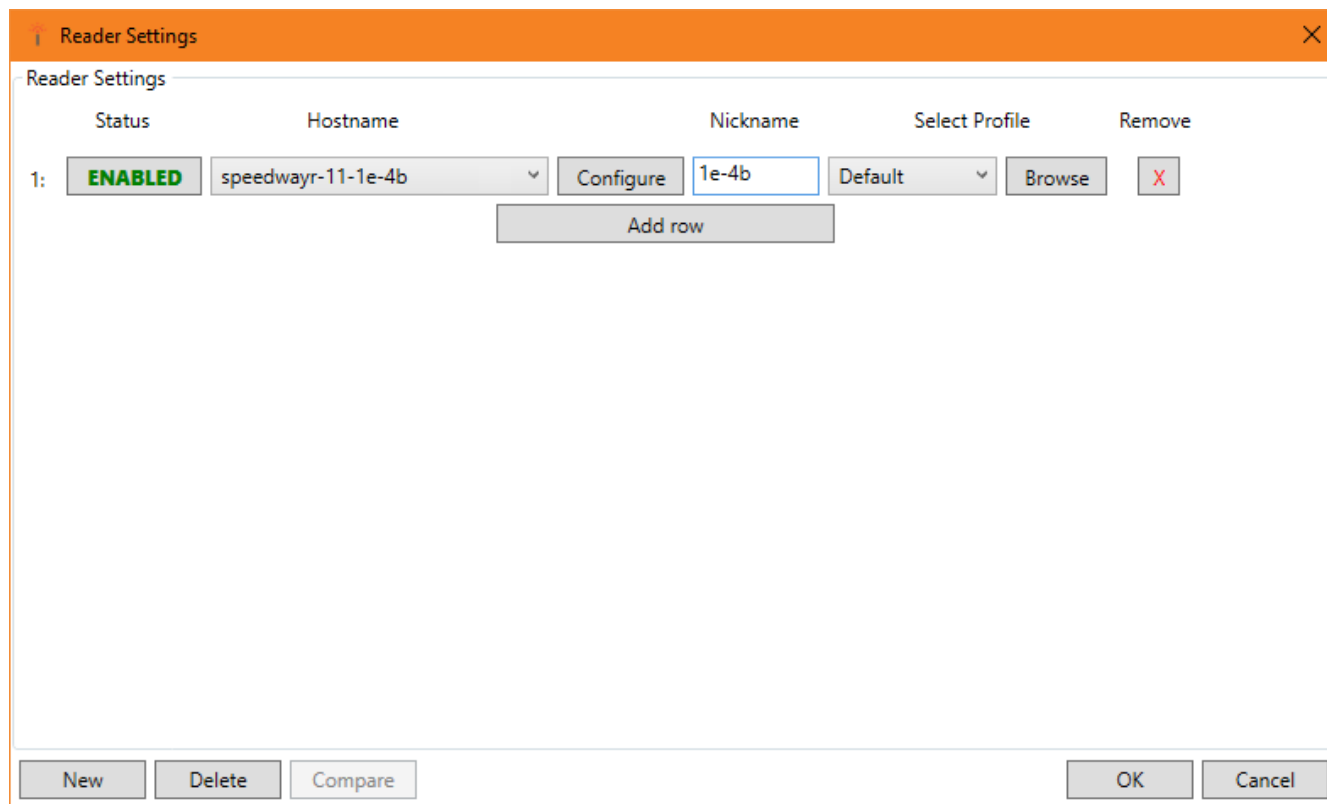 Reader Settings
Reader Settings
Status Hostname Nickname Select Profile Remove
1: ENABLED speedwayr-11-1e-4b Configure 1e-4b Default Browse X
Add row
New Delete Compare OK Cancel